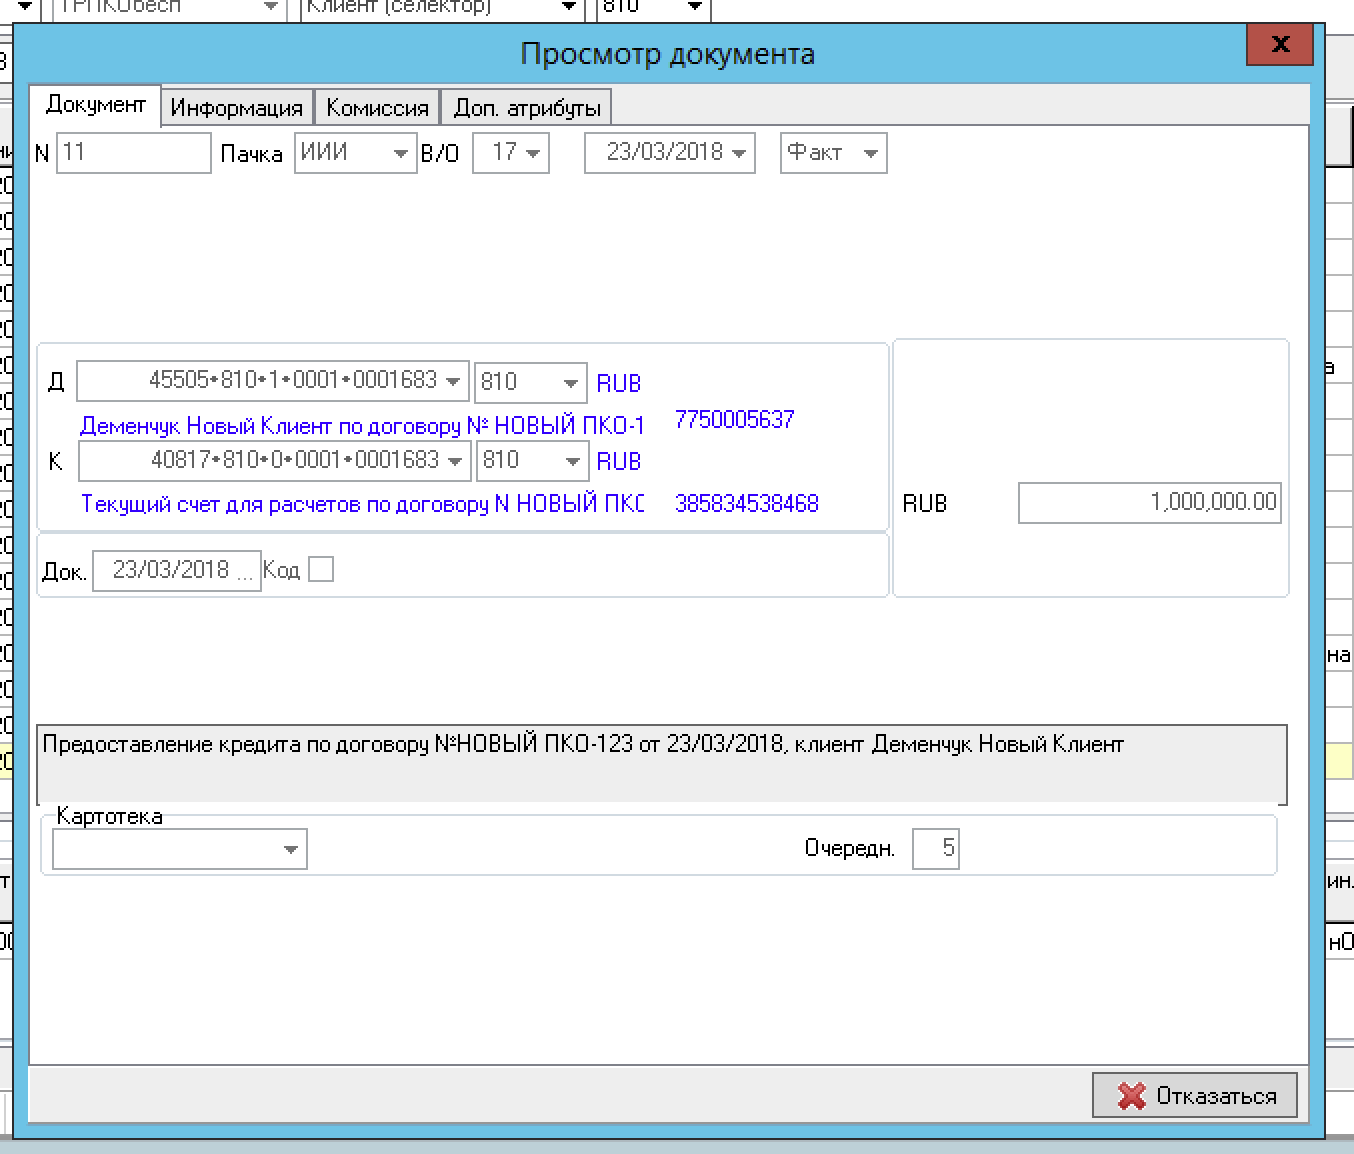 Клиент (селектор)
810
Просмотр документа
x
Документ
Информация
Комиссия
Доп. атрибуты
N 11 Пачка ИИИ В/О 17 23/03/2018 Факт
Д 45505*810*1*0001*0001683 810 RUB
Деменчук Новый Клиент по договору № НОВЫЙ ПКО-1 7750005637
К 40817*810*0*0001*0001683 810 RUB
Текущий счет для расчетов по договору N НОВЫЙ ПКО 385834538468
RUB 1,000,000.00
Док. 23/03/2018 ... Код
Предоставление кредита по договору №НОВЫЙ ПКО-123 от 23/03/2018, клиент Деменчук Новый Клиент
Картотека
Очередн. 5
Отказаться